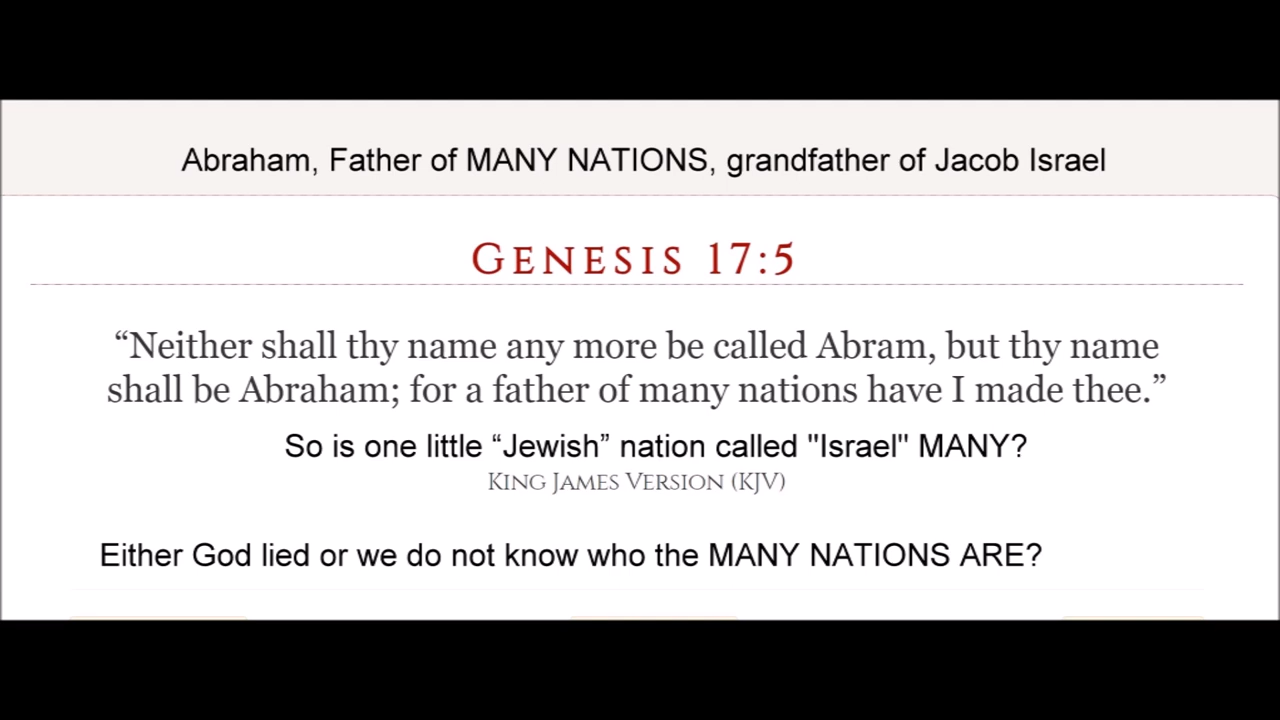 Abraham, Father of MANY NATIONS, grandfather of Jacob Israel
GENESIS 17:5
“Neither shall thy name any more be called Abram, but thy name
shall be Abraham; for a father of many nations have I made thee.”
So is one little “Jewish” nation called "Israel" MANY?
KING JAMES VERSION (KJV)
Either God lied or we do not know who the MANY NATIONS ARE?